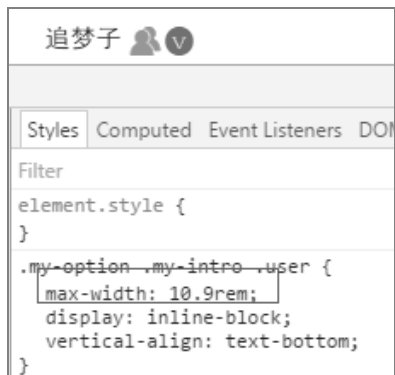 追梦子 V
Styles Computed Event Listeners DOM
Filter
element.style {
}
.my-option .my-intro .user {
max-width: 10.9rem;
display: inline-block;
vertical-align: text-bottom;
}